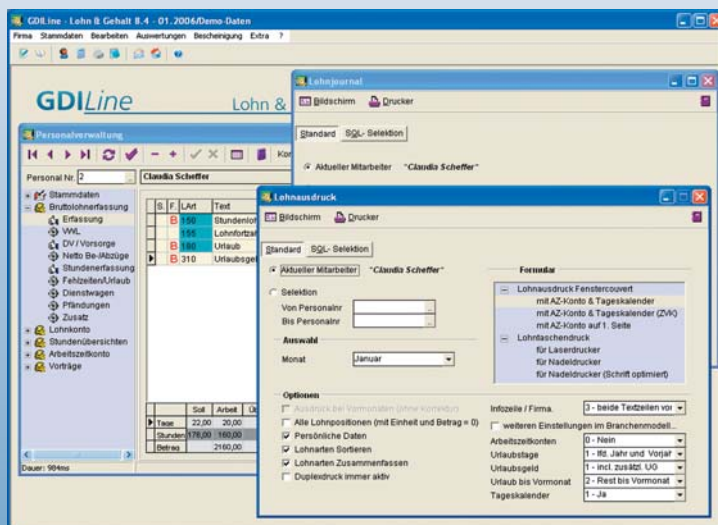 GDILine - Lohn & Gehalt 8.4 - 01.2006/Demo-Daten
Firma Stammdaten Bearbeiten Auswertungen Bescheinigung Extra ?
GDILine Lohn &
Personalverwaltung
Personal Nr. 2 Claudia Scheffer
Stammdaten
Bruttolohnerfassung
Erfassung
VWL
DV / Vorsorge
Netto Be-/Abzüge
Stundenerfassung
Fehlzeiten/Urlaub
Dienstwagen
Pfändungen
Zusatz
Lohnkonto
Stundenübersichten
Arbeitszeitkonto
Vorträge
S. F. LArt Text
B 150
155
B 160 Urlaub
B 310
Soll Arbeit
Tage 22,00 20,00
Stunden 176,00 160,00
Betrag 2160,00
Dauer: 984ms
Lohnjournal
Bildschirm Drucker
Standard SQL- Selektion
Aktueller Mitarbeiter "Claudia Scheffer"
Lohnausdruck
Bildschirm Drucker
Standard SQL- Selektion
Aktueller Mitarbeiter "Claudia Scheffer"
Selektion
Von Personalnr
Bis Personalnr
Auswahl
Monat Januar
Formular
Lohnausdruck Fenstercouvert
mit AZ-Konto & Tageskalender
mit AZ-Konto & Tageskalender (ZVK)
mit AZ-Konto auf 1. Seite
Lohntaschendruck
für Laserdrucker
für Nadeldrucker
für Nadeldrucker (Schrift optimiert)
Optionen
Ausdruck bei Vormonaten (ohne Korrektur)
Alle Lohnpositionen (mit Einheit und Betrag = 0)
Persönliche Daten
Lohnarten Sortieren
Lohnarten Zusammenfassen
Duplexdruck immer aktiv
Infozeile / Firma. 3 - beide Textzeilen vor
weiteren Einstellungen im Branchenmodell...
Arbeitszeitkonten 0 - Nein
Urlaubstage 1 - lfd. Jahr und Vorjahr
Urlaubsgeld 1 - incl. zusätzl. UG
Urlaub bis Vormonat 2 - Rest bis Vormonat
Tageskalender 1 - Ja